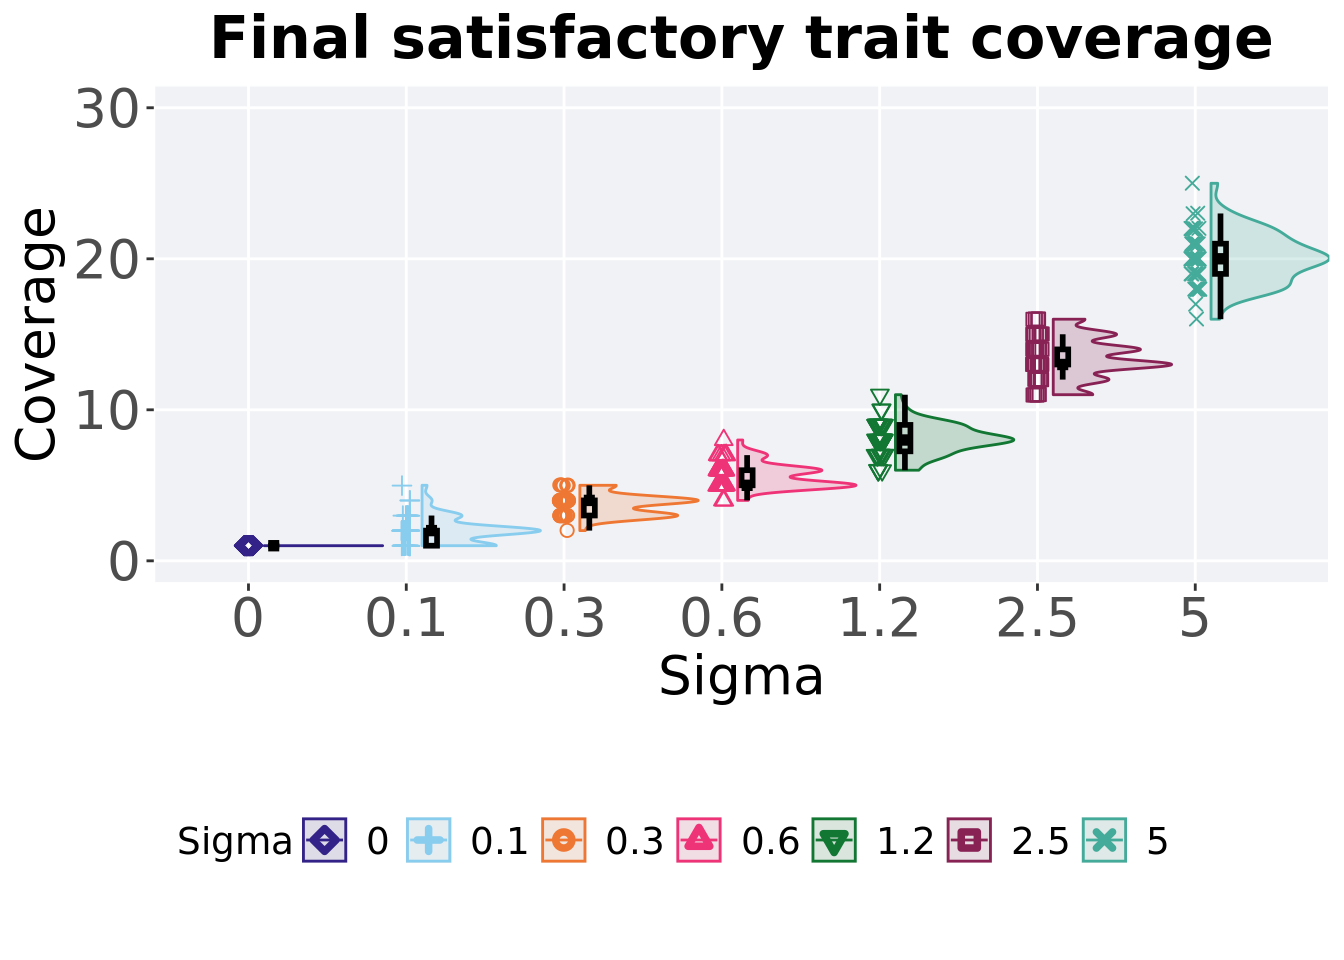 Final satisfactory trait coverage
30
20
10
0
Coverage
0 0.1 0.3 0.6 1.2 2.5 5
Sigma
Sigma 0 0.1 0.3 0.6 1.2 2.5 5